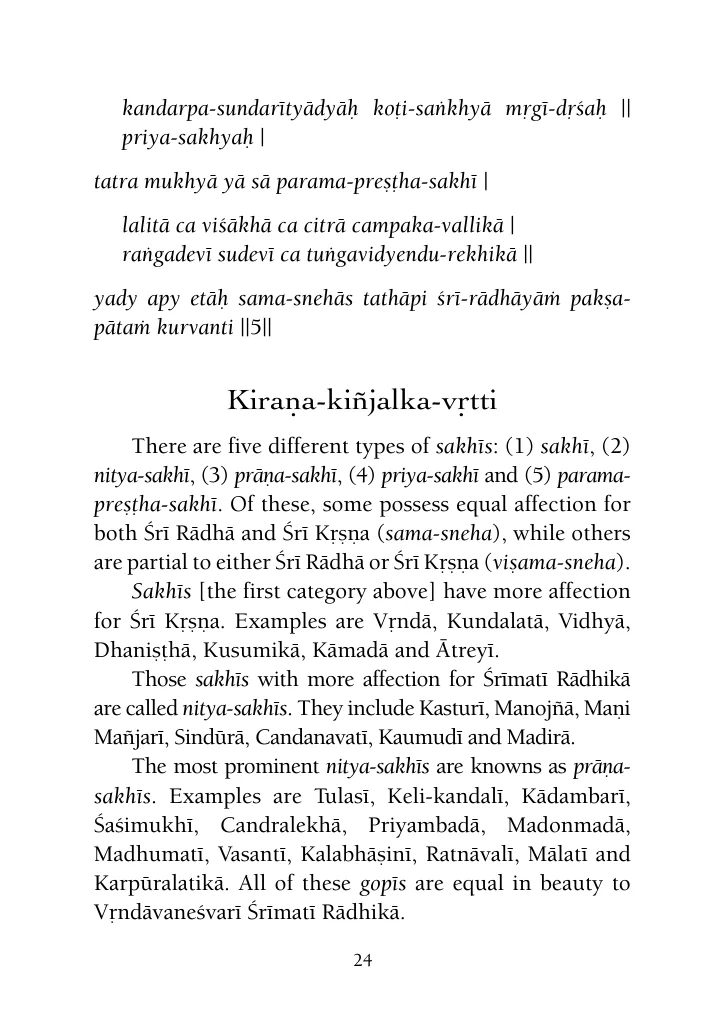 kandarpa-sundarītyādyāḥ koṭi-saṅkhyā mṛgī-dṛśaḥ ||
priya-sakhyaḥ |
tatra mukhyā yā sā parama-preṣṭha-sakhī |
lalitā ca viśākhā ca citrā campaka-vallikā |
raṅgadevī sudevī ca tuṅgavidyendu-rekhikā ||
yady apy etāḥ sama-snehās tathāpi śrī-rādhāyāṁ pakṣa-
pātaṁ kurvanti ||5||
Kiraṇa-kiñjalka-vṛtti
There are five different types of sakhīs: (1) sakhī, (2)
nitya-sakhī, (3) prāṇa-sakhī, (4) priya-sakhī and (5) parama-
preṣṭha-sakhī. Of these, some possess equal affection for
both Śrī Rādhā and Śrī Kṛṣṇa (sama-sneha), while others
are partial to either Śrī Rādhā or Śrī Kṛṣṇa (viṣama-sneha).
Sakhīs [the first category above] have more affection
for Śrī Kṛṣṇa. Examples are Vṛndā, Kundalatā, Vidhyā,
Dhaniṣṭhā, Kusumikā, Kāmadā and Ātreyī.
Those sakhīs with more affection for Śrīmatī Rādhikā
are called nitya-sakhīs. They include Kasturī, Manojñā, Maṇi
Mañjarī, Sindūrā, Candanavatī, Kaumudī and Madirā.
The most prominent nitya-sakhīs are knowns as prāṇa-
sakhīs. Examples are Tulasī, Keli-kandalī, Kādambarī,
Śaśimukhī, Candralekhā, Priyambadā, Madonmadā,
Madhumatī, Vasantī, Kalabhāṣinī, Ratnāvalī, Mālatī and
Karpūralatikā. All of these gopīs are equal in beauty to
Vṛndāvaneśvarī Śrīmatī Rādhikā.
24